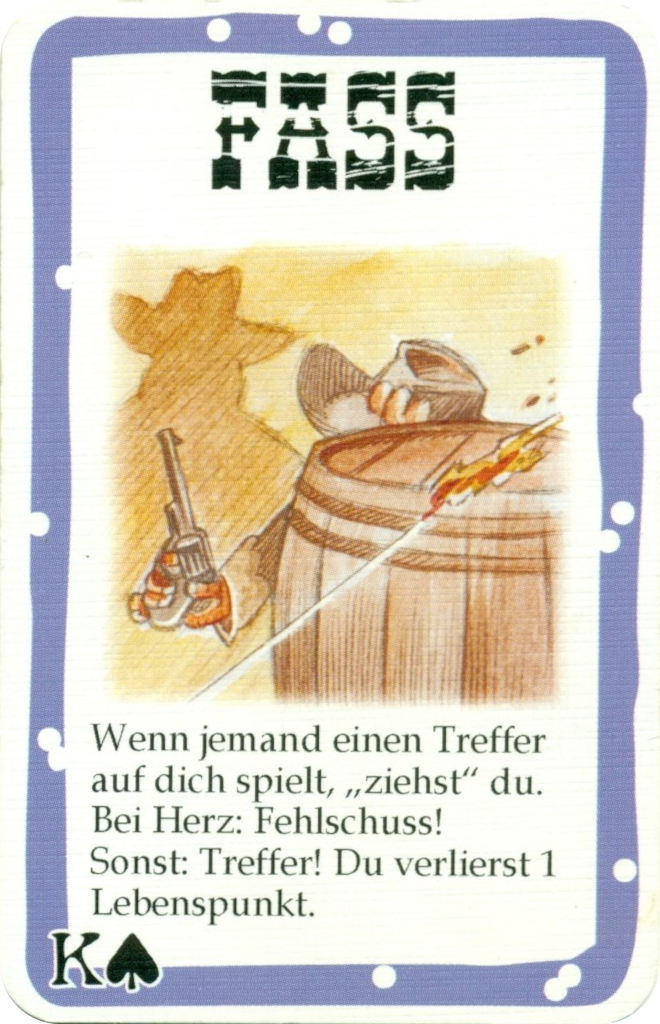 FASS
Wenn jemand einen Treffer
auf dich spielt, „ziehst“ du.
Bei Herz: Fehlschuss!
Sonst: Treffer! Du verlierst 1
Lebenspunkt.
K♠